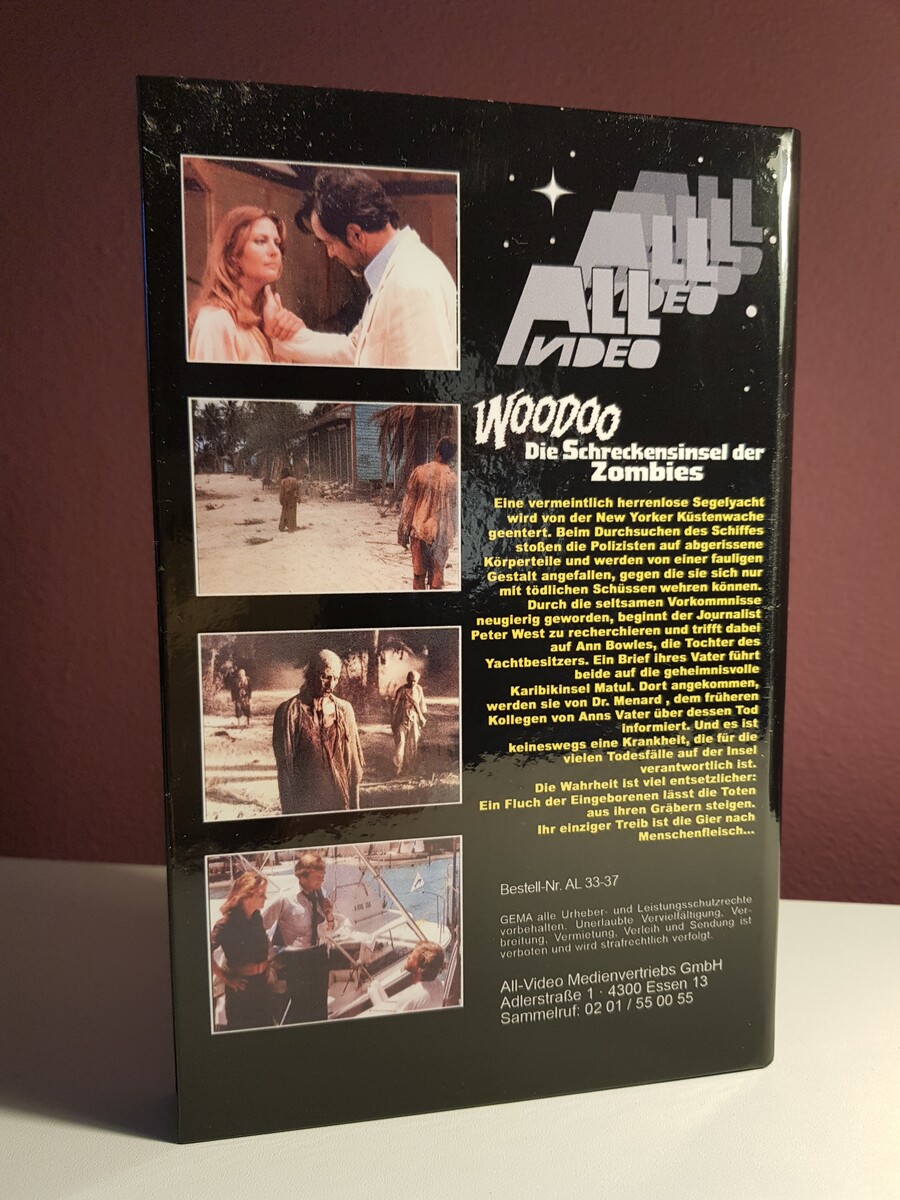 ALL
ALL
ALL
VIDEO
ALL
VIDEO
WOODOO
Die Schreckensinsel der
Zombies
Eine vermeintlich herrenlose Segelyacht
wird von der New Yorker Küstenwache
geentert. Beim Durchsuchen des Schiffes
stoßen die Polizisten auf abgerissene
Körperteile und werden von einer fauligen
Gestalt angefallen, gegen die sie sich nur
mit tödlichen Schüssen wehren können.
Durch die seltsamen Vorkommnisse
neugierig geworden, beginnt der Journalist
Peter West zu recherchieren und trifft dabei
auf Ann Bowles, die Tochter des
Yachtbesitzers. Ein Brief ihres Vater führt
beide auf die geheimnisvolle
Karibikinsel Matul. Dort angekommen,
werden sie von Dr. Menard , dem früheren
Kollegen von Anns Vater über dessen Tod
informiert. Und es ist
keineswegs eine Krankheit, die für die
vielen Todesfälle auf der Insel
verantwortlich ist.
Die Wahrheit ist viel entsetzlicher:
Ein Fluch der Eingeborenen lässt die Toten
aus ihren Gräbern steigen.
Ihr einziger Treib ist die Gier nach
Menschenfleisch...
Bestell-Nr. AL 33-37
GEMA alle Urheber- und Leistungsschutzrechte
vorbehalten. Unerlaubte Vervielfältigung, Ver-
breitung, Vermietung, Verleih und Sendung ist
verboten und wird strafrechtlich verfolgt.
All-Video Medienvertriebs GmbH
Adlerstraße 1 · 4300 Essen 13
Sammelruf: 02 01 / 55 00 55